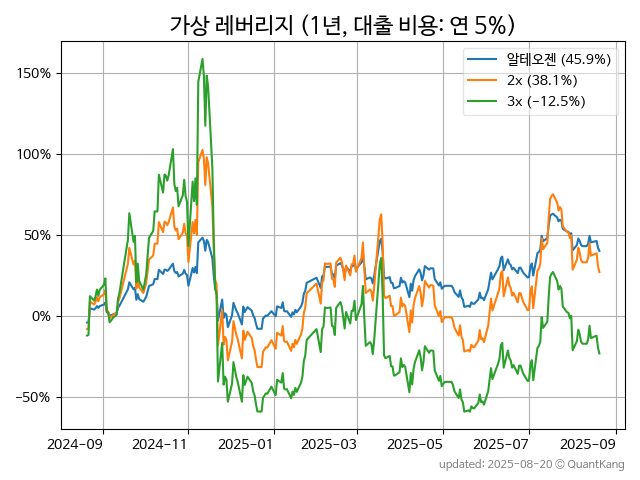 가상 레버리지 (1년, 대출 비용: 연 5%)
알테오젠 (45.9%)
2x (38.1%)
3x (−12.5%)
150%
100%
50%
0%
−50%
2024-09
2024-11
2025-01
2025-03
2025-05
2025-07
2025-09
updated: 2025-08-20 © QuantKang